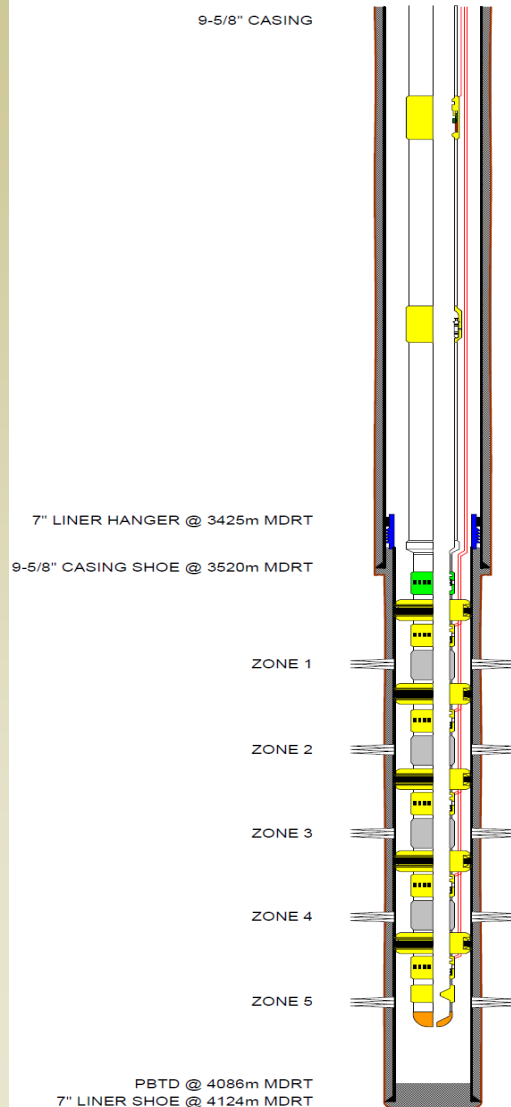 9-5/8" CASING
7" LINER HANGER @ 3425m MDRT
9-5/8" CASING SHOE @ 3520m MDRT
ZONE 1
ZONE 2
ZONE 3
ZONE 4
ZONE 5
PBTD @ 4086m MDRT
7" LINER SHOE @ 4124m MDRT